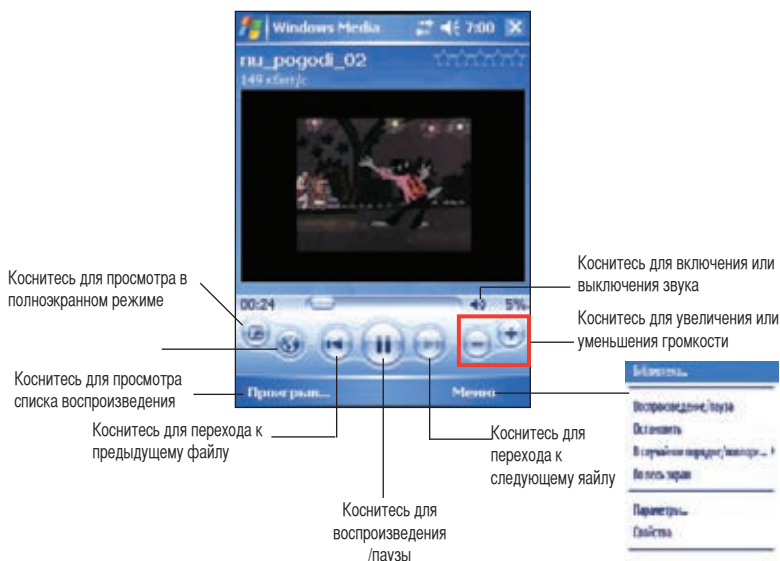 Windows Media 7:00
nu_pogodi_02
149 кбит/с
00:24 5%
Проигрыв... Меню
Коснитесь для просмотра в
полноэкранном режиме
Коснитесь для просмотра
списка воспроизведения
Коснитесь для перехода к
предыдущему файлу
Коснитесь для
воспроизведения
/паузы
Коснитесь для
перехода к
следующему яайлу
Коснитесь для включения или
выключения звука
Коснитесь для увеличения или
уменьшения громкости
Библиотека...
Воспроизведение/пауза
Остановить
В случайном порядке/повтор...
Во весь экран
Параметры...
Свойства